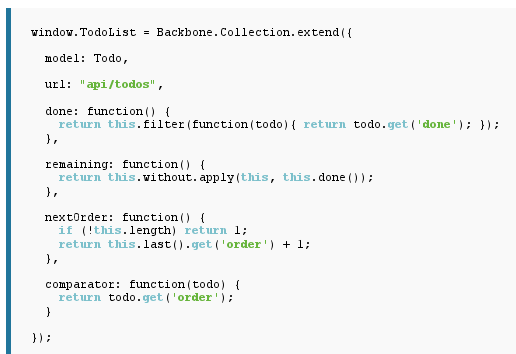 window.TodoList = Backbone.Collection.extend({
model: Todo,
url: "api/todos",
done: function() {
return this.filter(function(todo){ return todo.get('done'); });
},
remaining: function() {
return this.without.apply(this, this.done());
},
nextOrder: function() {
if (!this.length) return 1;
return this.last().get('order') + 1;
},
comparator: function(todo) {
return todo.get('order');
}
});